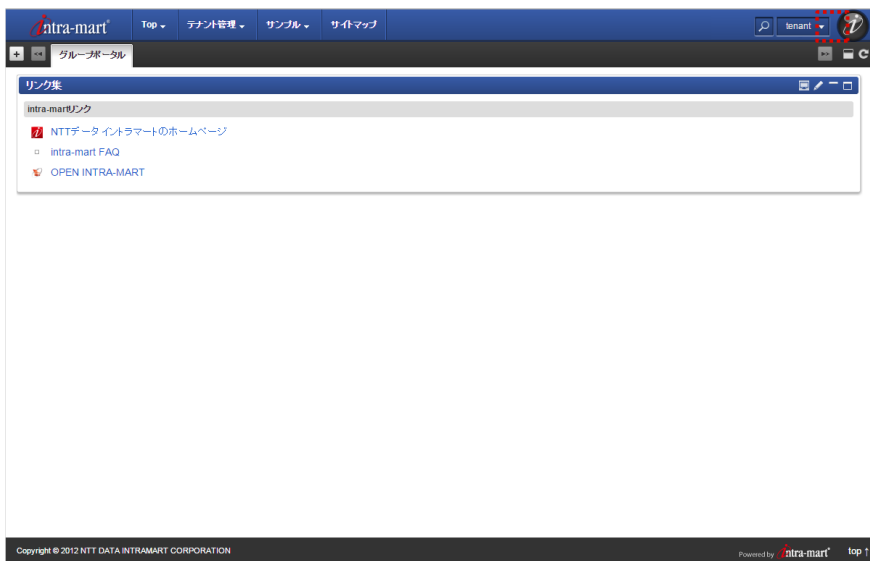 intra-mart Top テナント管理 サンプル サイトマップ tenant
グループポータル
リンク集
intra-martリンク
NTTデータ イントラマートのホームページ
intra-mart FAQ
OPEN INTRA-MART
Copyright © 2012 NTT DATA INTRAMART CORPORATION Powered by intra-mart top ↑